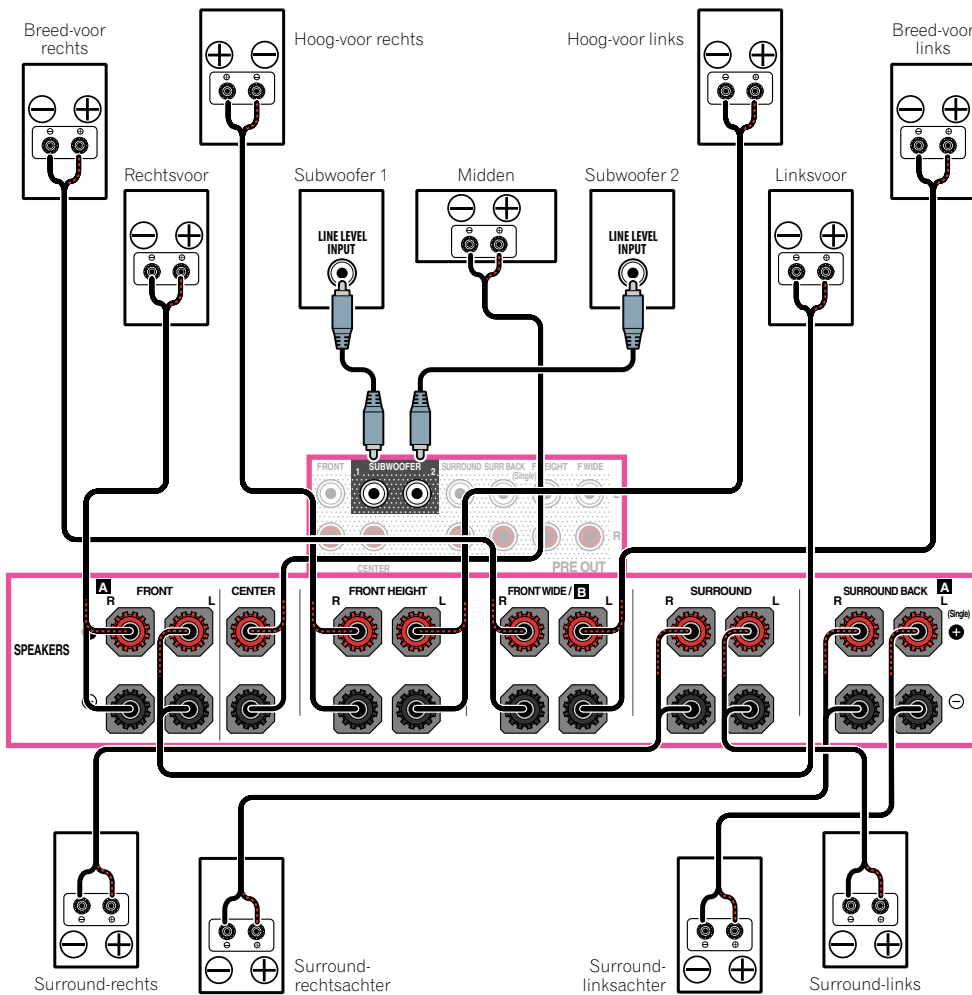 Breed-voor
rechts
Hoog-voor rechts
Hoog-voor links
Breed-voor
links
Rechtsvoor
Subwoofer 1
Midden
Subwoofer 2
Linksvoor
LINE LEVEL
INPUT
LINE LEVEL
INPUT
FRONT
1 SUBWOOFER 2
SURROUND
SURR BACK
(Single)
F WIDE
R
CENTER
PRE OUT
SPEAKERS
A
R FRONT L
CENTER
R FRONT HEIGHT L
R FRONT WIDE / B L
R SURROUND L
R SURROUND BACK L
A
(Single)
Surround-rechts
Surround-
rechtsachter
Surround-
linksachter
Surround-links